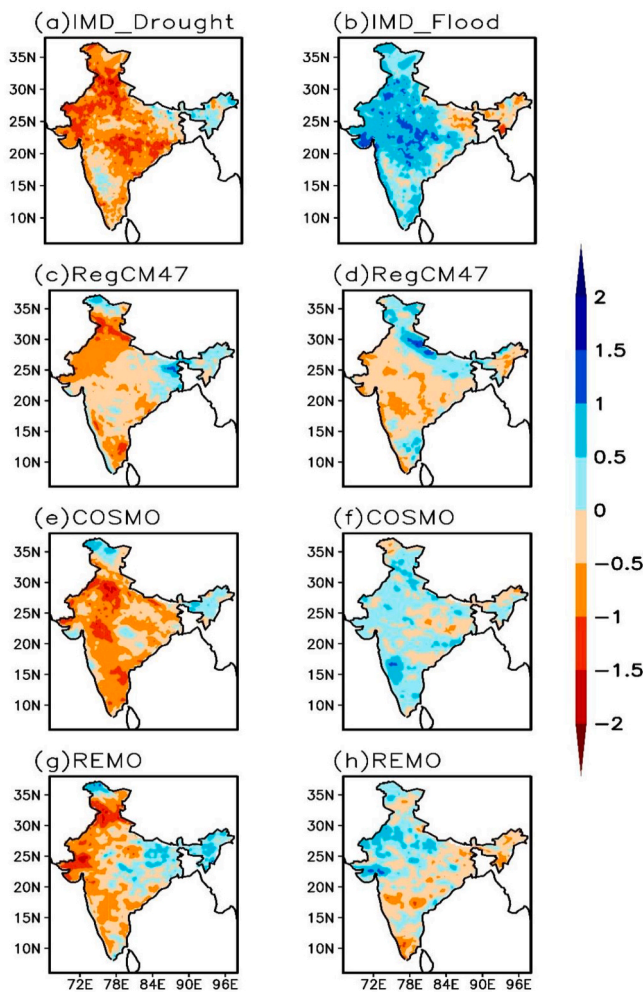 (a)IMD_Drought (b)IMD_Flood
35N 35N
30N 30N
25N 25N
20N 20N
15N 15N
10N 10N
(c)RegCM47 (d)RegCM47
35N 35N
30N 30N
25N 25N
20N 20N
15N 15N
10N 10N
(e)COSMO (f)COSMO
35N 35N
30N 30N
25N 25N
20N 20N
15N 15N
10N 10N
(g)REMO (h)REMO
35N 35N
30N 30N
25N 25N
20N 20N
15N 15N
10N 10N
72E 78E 84E 90E 96E 72E 78E 84E 90E 96E
2
1.5
1
0.5
0
−0.5
−1
−1.5
−2